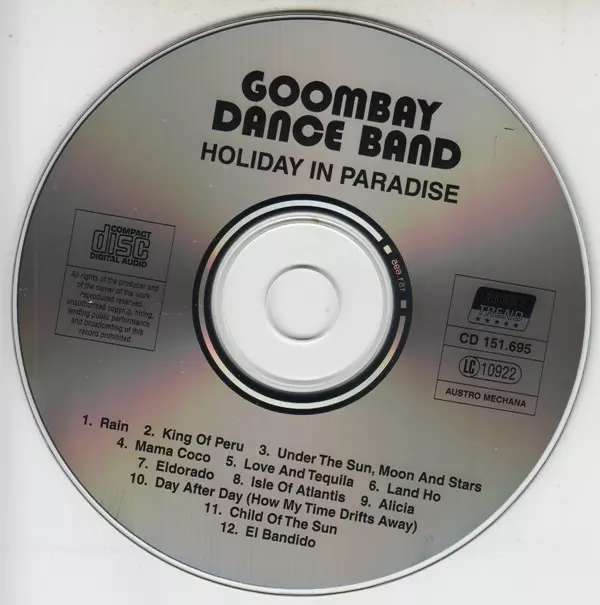 GOOMBAY
DANCE BAND
HOLIDAY IN PARADISE
COMPACT
disc
DIGITAL AUDIO
All rights of the producer and
of the owner of the work
reproduced reserved.
unauthorised copying, hiring,
lending public performance
and broadcasting of this
record prohibited.
TREND
CD 151.695
LC 10922
AUSTRO MECHANA
1. Rain 2. King Of Peru 3. Under The Sun, Moon And Stars
4. Mama Coco 5. Love And Tequila 6. Land Ho
7. Eldorado 8. Isle Of Atlantis 9. Alicia
10. Day After Day (How My Time Drifts Away)
11. Child Of The Sun
12. El Bandido